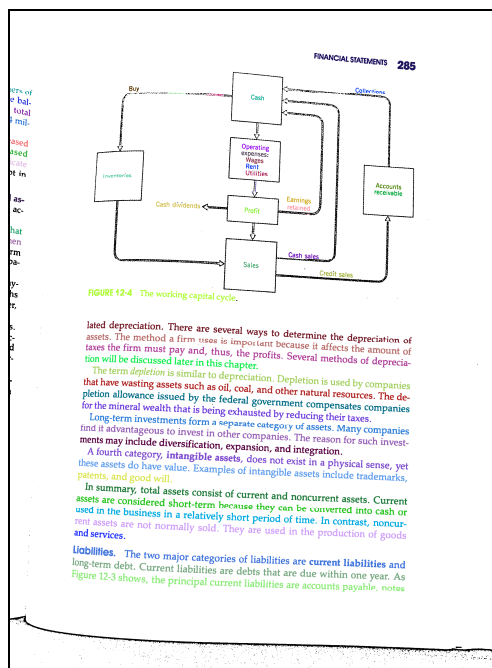 FINANCIAL STATEMENTS 285
Buy
Collections
Cash
Operating
expenses:
Wages
Rent
Utilities
Inventories
Accounts
receivable
Cash dividends
Profit
Earnings
retained
Sales
Cash sales
Credit sales
FIGURE 12-4 The working capital cycle.
lated depreciation. There are several ways to determine the depreciation of
assets. The method a firm uses is important because it affects the amount of
taxes the firm must pay and, thus, the profits. Several methods of deprecia-
tion will be discussed later in this chapter.
The term depletion is similar to depreciation. Depletion is used by companies
that have wasting assets such as oil, coal, and other natural resources. The de-
pletion allowance issued by the federal government compensates companies
for the mineral wealth that is being exhausted by reducing their taxes.
Long-term investments form a separate category of assets. Many companies
find it advantageous to invest in other companies. The reason for such invest-
ments may include diversification, expansion, and integration.
A fourth category, intangible assets, does not exist in a physical sense, yet
these assets do have value. Examples of intangible assets include trademarks,
patents, and good will.
In summary, total assets consist of current and noncurrent assets. Current
assets are considered short-term because they can be converted into cash or
used in the business in a relatively short period of time. In contrast, noncur-
rent assets are not normally sold. They are used in the production of goods
and services.
Liabilities. The two major categories of liabilities are current liabilities and
long-term debt. Current liabilities are debts that are due within one year. As
Figure 12-3 shows, the principal current liabilities are accounts payable, notes